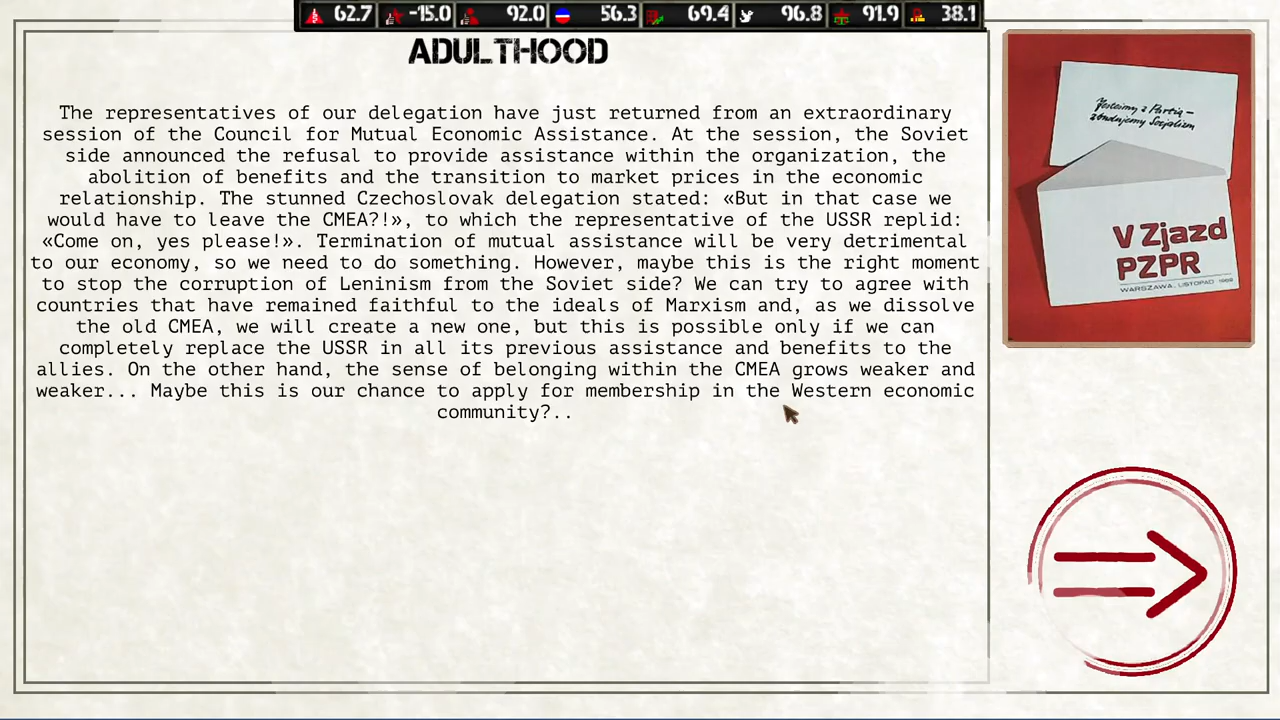 62.7 -15.0 92.0 56.3 69.4 96.8 91.9 38.1
ADULTHOOD
The representatives of our delegation have just returned from an extraordinary
session of the Council for Mutual Economic Assistance. At the session, the Soviet
side announced the refusal to provide assistance within the organization, the
abolition of benefits and the transition to market prices in the economic
relationship. The stunned Czechoslovak delegation stated: «But in that case we
would have to leave the CMEA?!», to which the representative of the USSR replid:
«Come on, yes please!». Termination of mutual assistance will be very detrimental
to our economy, so we need to do something. However, maybe this is the right moment
to stop the corruption of Leninism from the Soviet side? We can try to agree with
countries that have remained faithful to the ideals of Marxism and, as we dissolve
the old CMEA, we will create a new one, but this is possible only if we can
completely replace the USSR in all its previous assistance and benefits to the
allies. On the other hand, the sense of belonging within the CMEA grows weaker and
weaker... Maybe this is our chance to apply for membership in the Western economic
community?..
Jesteśmy z Partią –
zbudujemy Socjalizm
V Zjazd
PZPR
WARSZAWA, LISTOPAD 1968